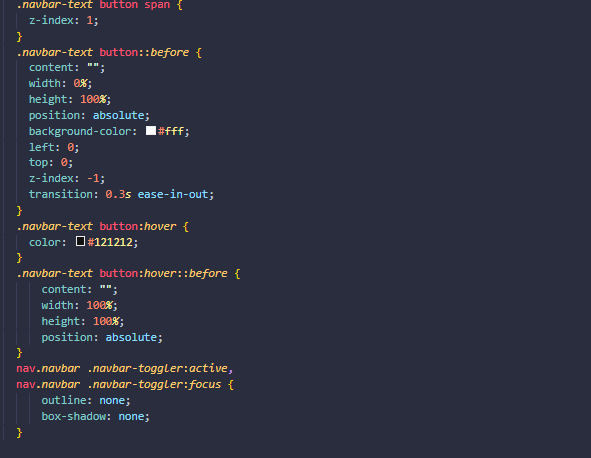 .navbar-text button span {
z-index: 1;
}
.navbar-text button::before {
content: "";
width: 0%;
height: 100%;
position: absolute;
background-color: #fff;
left: 0;
top: 0;
z-index: -1;
transition: 0.3s ease-in-out;
}
.navbar-text button:hover {
color: #121212;
}
.navbar-text button:hover::before {
content: "";
width: 100%;
height: 100%;
position: absolute;
}
nav.navbar .navbar-toggler:active,
nav.navbar .navbar-toggler:focus {
outline: none;
box-shadow: none;
}